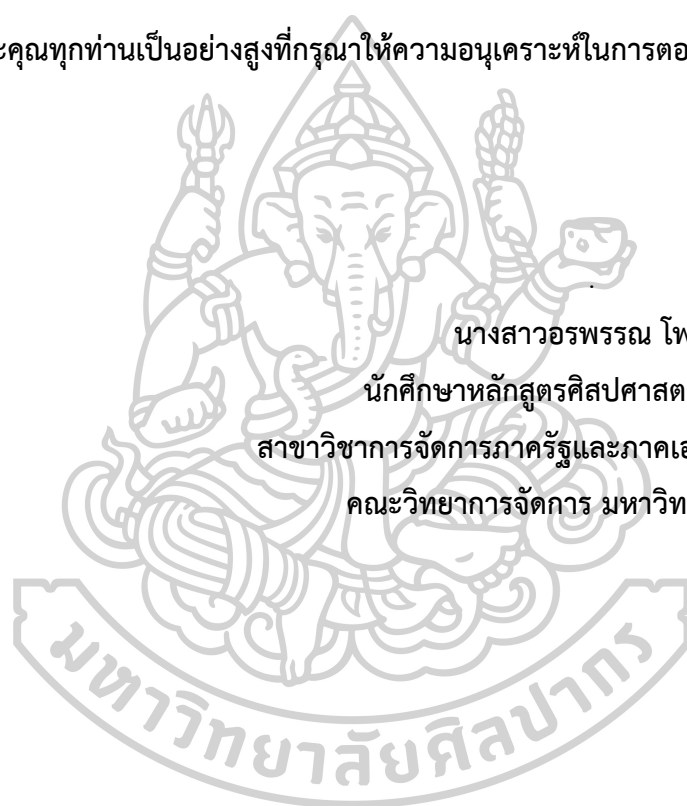 ะคุณทุกท่านเป็นอย่างสูงที่กรุณาให้ความอนุเคราะห์ในการตอ
นางสาวอรพรรณ โพ
นักศึกษาหลักสูตรศิลปศาสต
สาขาวิชาการจัดการภาครัฐและภาคเอ
คณะวิทยาการจัดการ มหาวิท
มหาวิทยาลัยศิลปากร